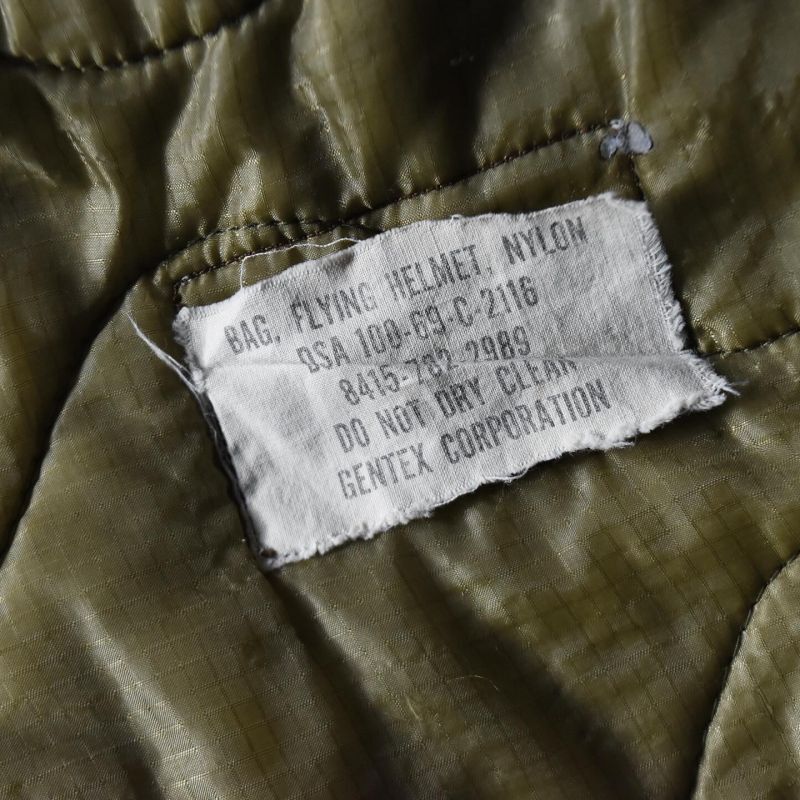 BAG, FLYING HELMET, NYLON
DSA 100-69-C-2116
8415-782-2989
DO NOT DRY CLEAN
GENTEX CORPORATION